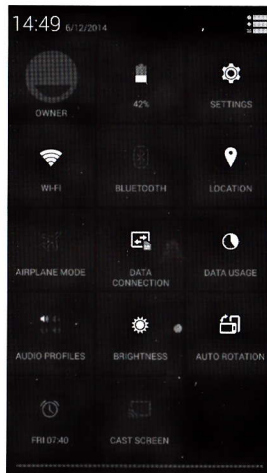 14:49 6/12/2014
OWNER
42%
SETTINGS
WI-FI
BLUETOOTH
LOCATION
AIRPLANE MODE
DATA
CONNECTION
DATA USAGE
AUDIO PROFILES
BRIGHTNESS
AUTO ROTATION
FRI 07:40
CAST SCREEN